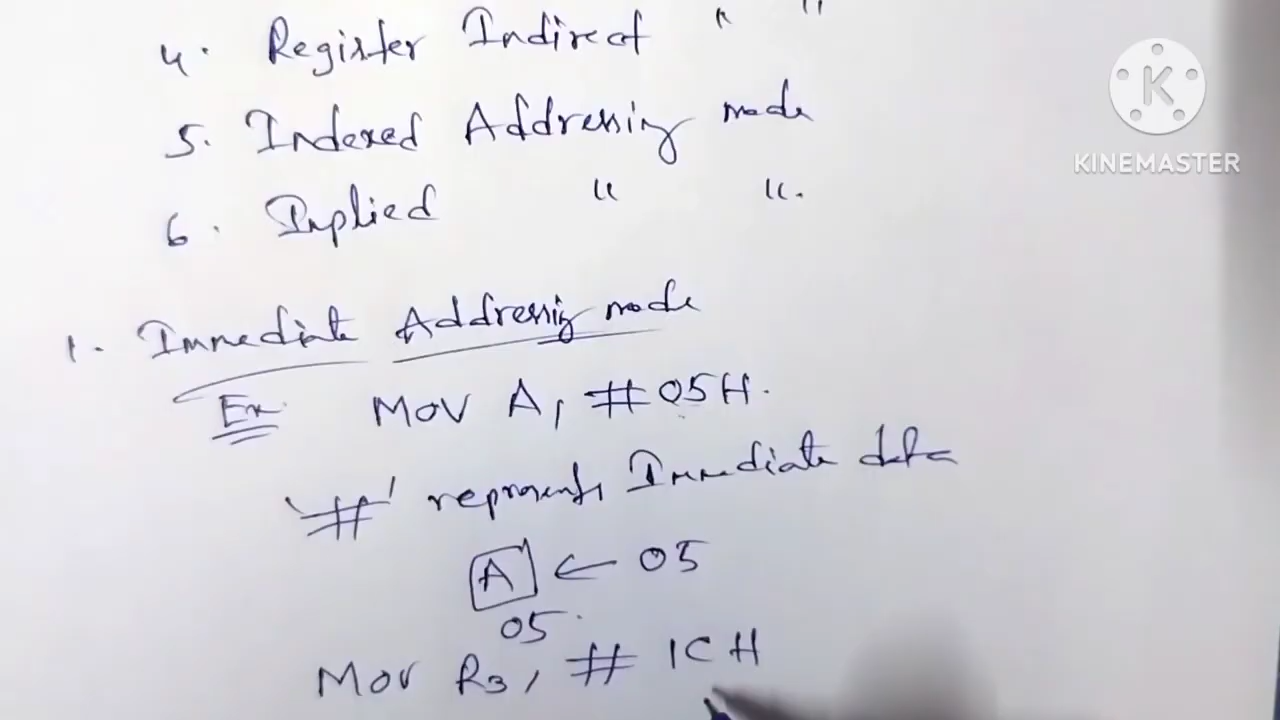 4. Register Indirect " "
5. Indexed Addressing mode
6. Implied " ".
KINEMASTER
1. Immediate Addressing mode
Ex MOV A, #05H.
'#' represents Immediate data
A ← 05
05
Mov R3, # 1CH